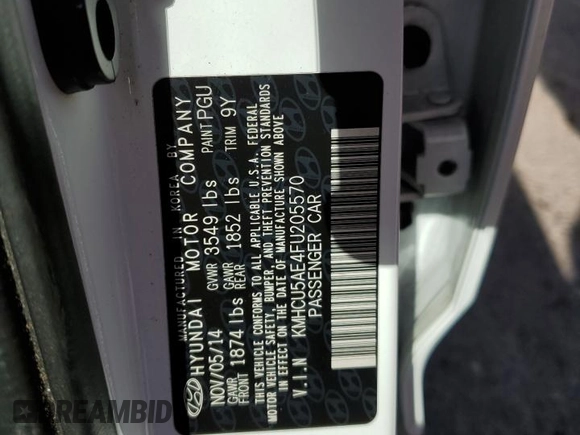 MANUFACTURED IN KOREA BY
HYUNDAI MOTOR COMPANY
NOV/05/14 GVWR 3549 lbs PAINT PGU
GAWR FRONT 1874 lbs GAWR REAR 1852 lbs TRIM 9Y
THIS VEHICLE CONFORMS TO ALL APPLICABLE U.S.A. FEDERAL
MOTOR VEHICLE SAFETY, BUMPER, AND THEFT PREVENTION STANDARDS
IN EFFECT ON THE DATE OF MANUFACTURE SHOWN ABOVE
V.I.N KMHCU5AE4FU205570
PASSENGER CAR
DREAMBID